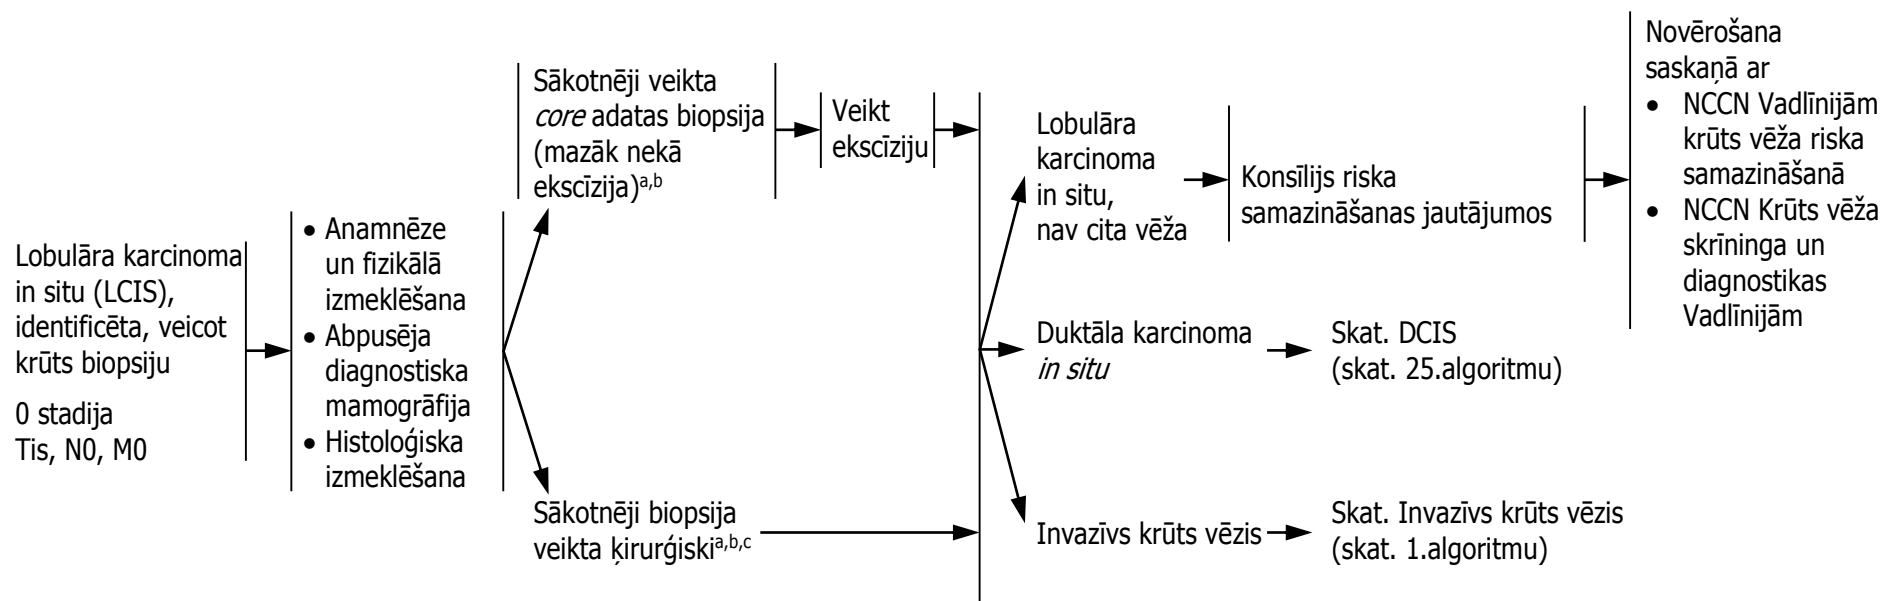 Lobulāra karcinoma
in situ (LCIS),
identificēta, veicot
krūts biopsiju
0 stadija
Tis, N0, M0
• Anamnēze
un fizikālā
izmeklēšana
• Abpusēja
diagnostiska
mamogrāfija
• Histoloģiska
izmeklēšana
Sākotnēji veikta
core adatas biopsija
(mazāk nekā
ekscīzija)a,b
Veikt
ekscīziju
Sākotnēji biopsija
veikta ķirurģiski a,b,c
Lobulāra
karcinoma
in situ,
nav cita vēža
Konsīlijs riska
samazināšanas jautājumos
Novērošana
saskaņā ar
• NCCN Vadlīnijām
krūts vēža riska
samazināšanā
• NCCN Krūts vēža
skrīninga un
diagnostikas
Vadlīnijām
Duktāla karcinoma
in situ
Skat. DCIS
(skat. 25.algoritmu)
Invazīvs krūts vēzis
Skat. Invazīvs krūts vēzis
(skat. 1.algoritmu)